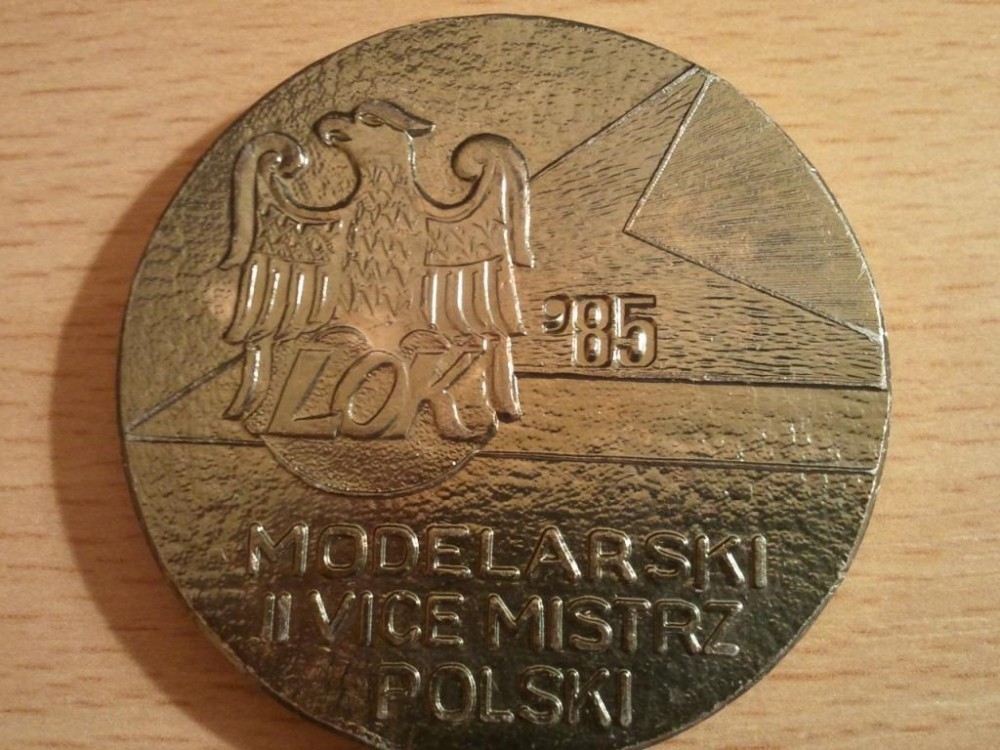 '85
LOK
MODELARSKI
II VICE MISTRZ
POLSKI